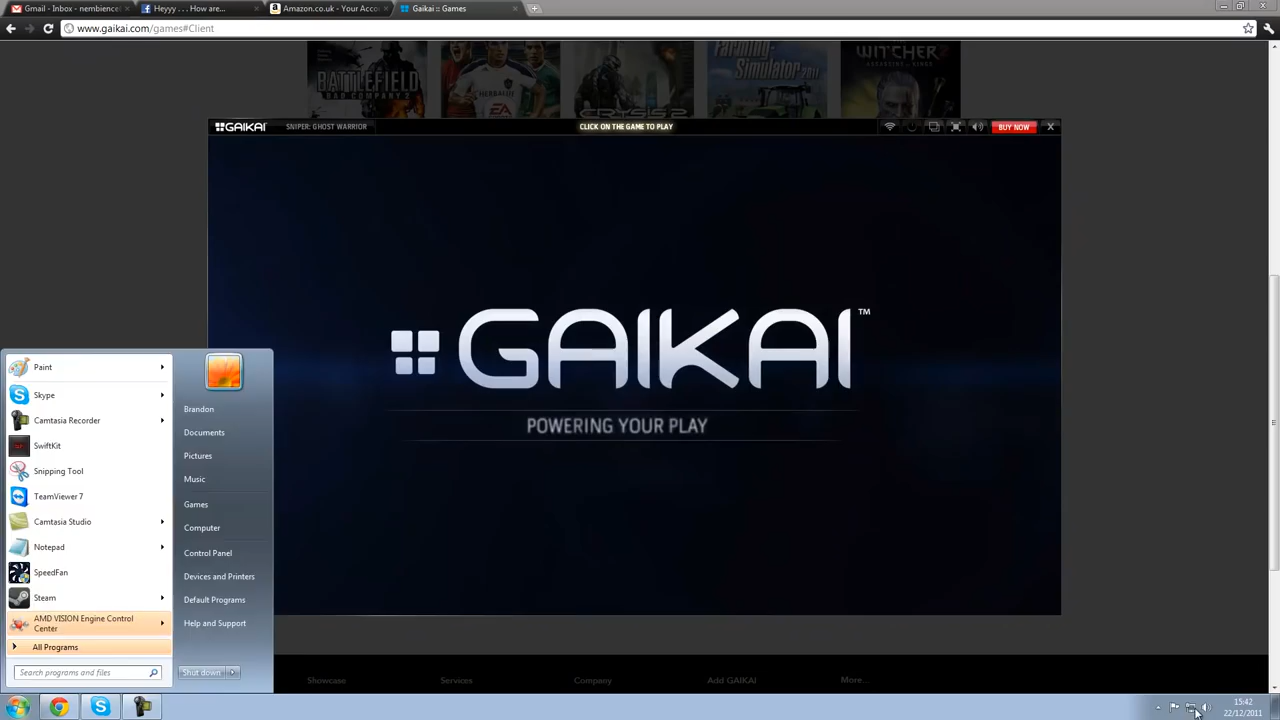 Gmail - Inbox - nembience
Heyyy . How are...
Amazon.co.uk - Your Acco
Gaikai :: Games
www.gaikai.com/games#Client
BATTLEFIELD
BAD COMPANY 2
HERBALIFE
EA
CRYSIS 2
Farming Simulator 2011
WITCHER 2
ASSASSINS OF KINGS
GAIKAI
SNIPER: GHOST WARRIOR
CLICK ON THE GAME TO PLAY
BUY NOW
GAIKAI™
POWERING YOUR PLAY
Paint
Skype
Camtasia Recorder
SwiftKit
Snipping Tool
TeamViewer 7
Camtasia Studio
Notepad
SpeedFan
Steam
AMD VISION Engine Control
Center
All Programs
Search programs and files
Brandon
Documents
Pictures
Music
Games
Computer
Control Panel
Devices and Printers
Default Programs
Help and Support
Shut down
Showcase
Services
Company
Add GAIKAI
More...
15:42
22/12/2011